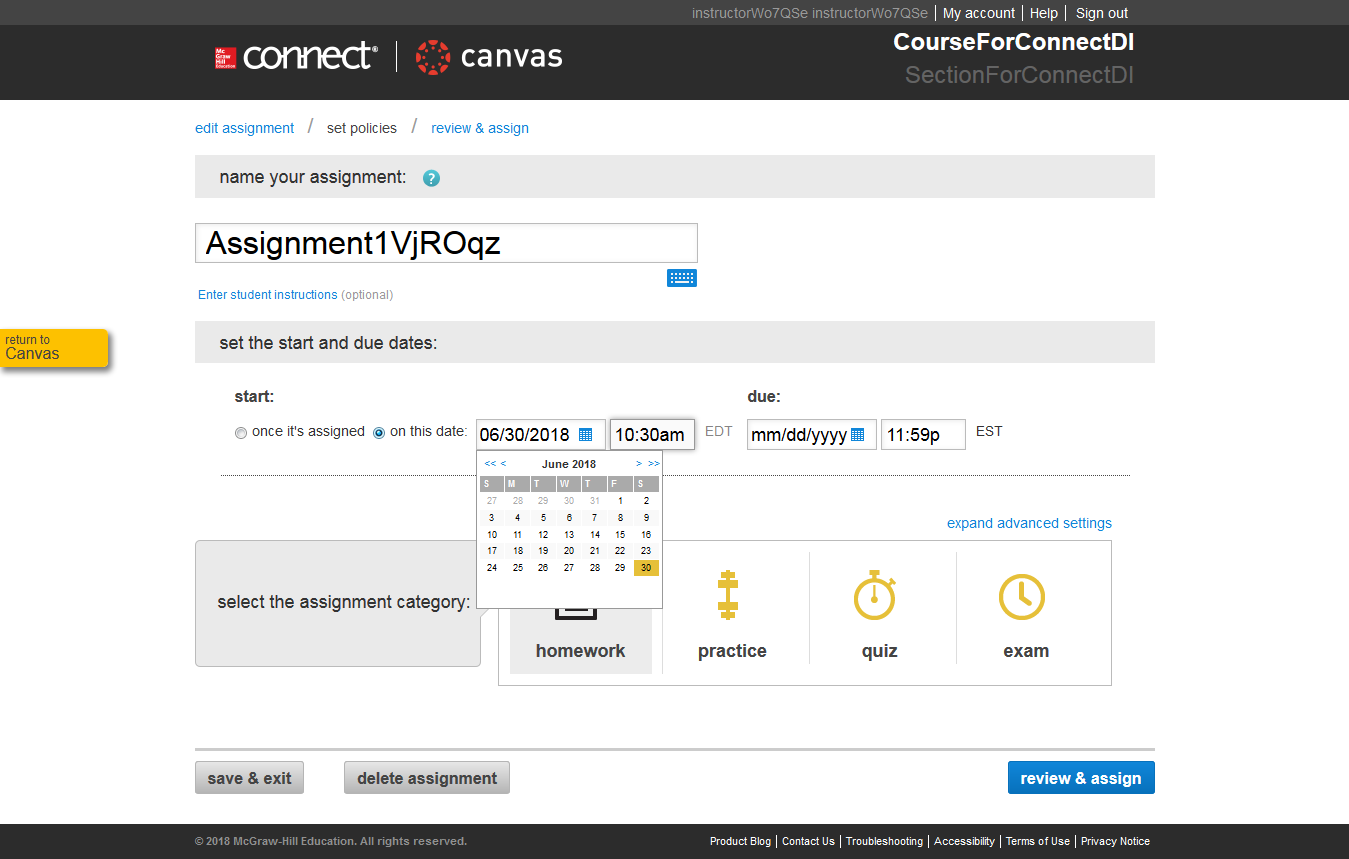 instructorWo7QSe instructorWo7QSe My account Help Sign out
Mc Graw Hill Education connect® canvas
CourseForConnectDI
SectionForConnectDI
edit assignment / set policies / review & assign
name your assignment: ?
Assignment1VjROqz
Enter student instructions (optional)
return to
Canvas
set the start and due dates:
start: due:
once it's assigned on this date: 06/30/2018 10:30am EDT mm/dd/yyyy 11:59p EST
<< < June 2018 > >>
S M T W T F S
27 28 29 30 31 1 2
3 4 5 6 7 8 9
10 11 12 13 14 15 16
17 18 19 20 21 22 23
24 25 26 27 28 29 30
expand advanced settings
select the assignment category:
homework practice quiz exam
save & exit delete assignment review & assign
© 2018 McGraw-Hill Education. All rights reserved. Product Blog Contact Us Troubleshooting Accessibility Terms of Use Privacy Notice